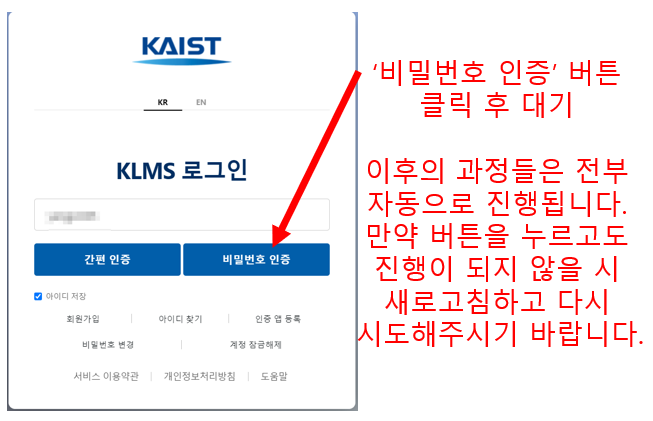 KAIST
KR EN
KLMS 로그인
간편 인증 비밀번호 인증
아이디 저장
회원가입 아이디 찾기 인증 앱 등록
비밀번호 변경 계정 잠금해제
서비스 이용약관 개인정보처리방침 도움말
‘비밀번호 인증’ 버튼
클릭 후 대기
이후의 과정들은 전부
자동으로 진행됩니다.
만약 버튼을 누르고도
진행이 되지 않을 시
새로고침하고 다시
시도해주시기 바랍니다.